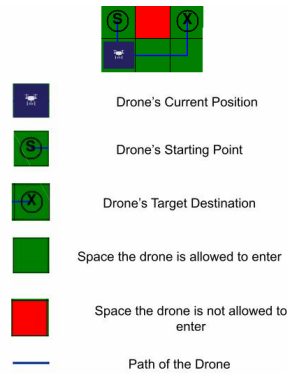 S X
Drone's Current Position
S
Drone's Starting Point
X
Drone's Target Destination
Space the drone is allowed to enter
Space the drone is not allowed to
enter
Path of the Drone